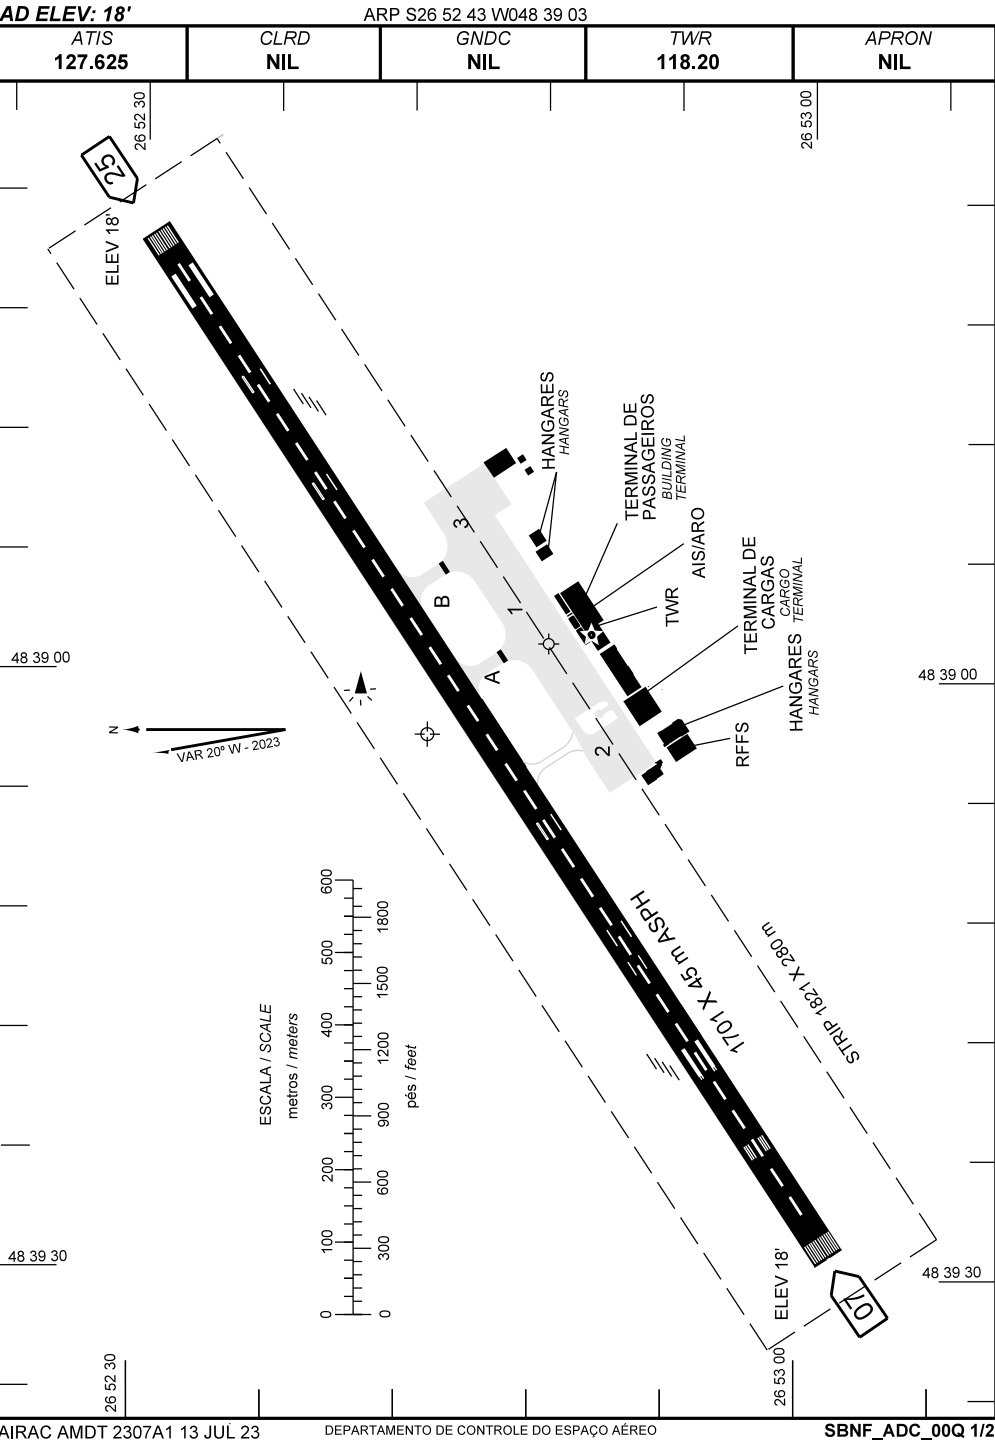 AD ELEV: 18'
ARP S26 52 43 W048 39 03
ATIS
127.625
CLRD
NIL
GNDC
NIL
TWR
118.20
APRON
NIL
26 52 30
26 53 00
25
ELEV 18'
HANGARES
HANGARS
TERMINAL DE
PASSAGEIROS
BUILDING
TERMINAL
AIS/ARO
TWR
TERMINAL DE
CARGAS
CARGO
TERMINAL
HANGARES
HANGARS
RFFS
3
B
1
A
2
48 39 00
48 39 00
N
VAR 20º W - 2023
1701 X 45 m ASPH
STRIP 1821 X 280 m
ESCALA / SCALE
metros / meters
0 100 200 300 400 500 600
0 300 600 900 1200 1500 1800
pés / feet
48 39 30
48 39 30
ELEV 18'
07
26 52 30
26 53 00
AIRAC AMDT 2307A1 13 JUL 23
DEPARTAMENTO DE CONTROLE DO ESPAÇO AÉREO
SBNF_ADC_00Q 1/2